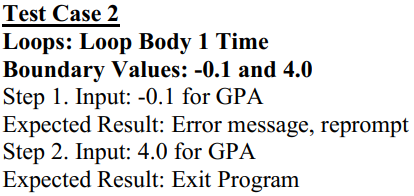 Test Case 2
Loops: Loop Body 1 Time
Boundary Values: -0.1 and 4.0
Step 1. Input: -0.1 for GPA
Expected Result: Error message, reprompt
Step 2. Input: 4.0 for GPA
Expected Result: Exit Program